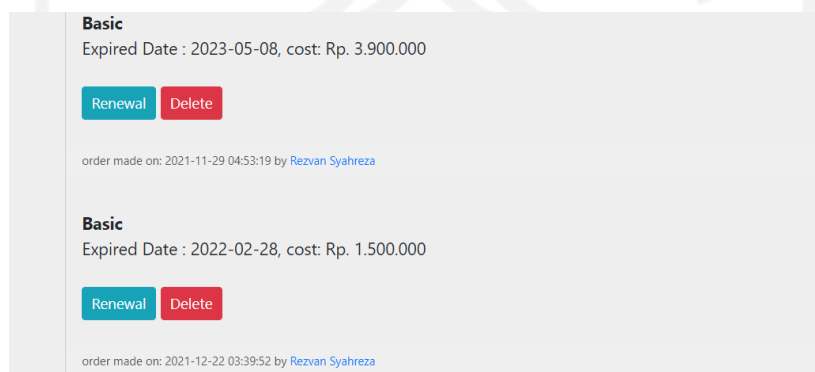 Basic
Expired Date : 2023-05-08, cost: Rp. 3.900.000
Renewal Delete
order made on: 2021-11-29 04:53:19 by Rezvan Syahreza
Basic
Expired Date : 2022-02-28, cost: Rp. 1.500.000
Renewal Delete
order made on: 2021-12-22 03:39:52 by Rezvan Syahreza